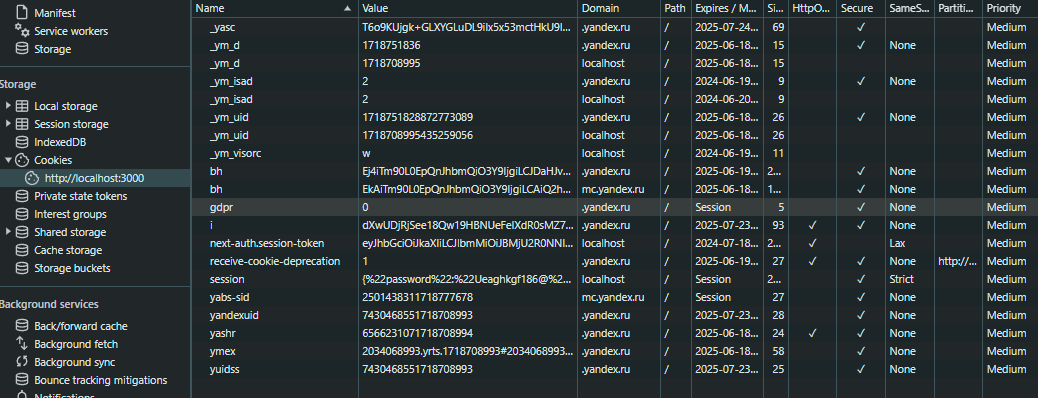 Manifest
Service workers
Storage
Storage
Local storage
Session storage
IndexedDB
Cookies
http://localhost:3000
Private state tokens
Interest groups
Shared storage
Cache storage
Storage buckets
Background services
Back/forward cache
Background fetch
Background sync
Bounce tracking mitigations
Notifications
Name Value Domain Path Expires / M... Si... HttpO... Secure SameS... Partiti... Priority
_yasc T6o9KUjgk+GLXYGLuDL9ilx5x53mctHkU9I... .yandex.ru / 2025-07-24... 69 ✓ Medium
_ym_d 1718751836 .yandex.ru / 2025-06-18... 15 ✓ None Medium
_ym_d 1718708995 localhost / 2025-06-18... 15 Medium
_ym_isad 2 .yandex.ru / 2024-06-19... 9 ✓ None Medium
_ym_isad 2 localhost / 2024-06-20... 9 Medium
_ym_uid 1718751828872773089 .yandex.ru / 2025-06-18... 26 ✓ None Medium
_ym_uid 1718708995435259056 localhost / 2025-06-18... 26 Medium
_ym_visorc w localhost / 2024-06-19... 11 Medium
bh Ej4iTm90L0EpQnJhbmQiO3Y9IjgiLCJDaHJv... .yandex.ru / 2025-06-18... 2... ✓ None Medium
bh EkAiTm90L0EpQnJhbmQiO3Y9IjgiLCAiQ2h... mc.yandex.ru / 2025-06-18... 1... ✓ None Medium
gdpr 0 .yandex.ru / Session 5 ✓ None Medium
i dXwUDJRjSee18Qw19HBNUeFeIXdR0sMZ7... .yandex.ru / 2025-07-23... 93 ✓ ✓ None Medium
next-auth.session-token eyJhbGciOiJkaXIiLCJlbmMiOiJBMjU2R0NNI... localhost / 2024-07-18... 2... ✓ Lax Medium
receive-cookie-deprecation 1 .yandex.ru / 2025-06-19... 27 ✓ ✓ None http://... Medium
session {%22password%22:%22Ueaghkgf186@%2... localhost / Session 2... ✓ Strict Medium
yabs-sid 2501438311718777678 mc.yandex.ru / Session 27 ✓ None Medium
yandexuid 7430468551718708993 .yandex.ru / 2025-07-23... 28 ✓ None Medium
yashr 6566231071718708994 .yandex.ru / 2025-06-18... 24 ✓ ✓ None Medium
ymex 2034068993.yrts.1718708993#2034068993... .yandex.ru / 2025-06-18... 58 ✓ None Medium
yuidss 7430468551718708993 .yandex.ru / 2025-07-23... 25 ✓ None Medium